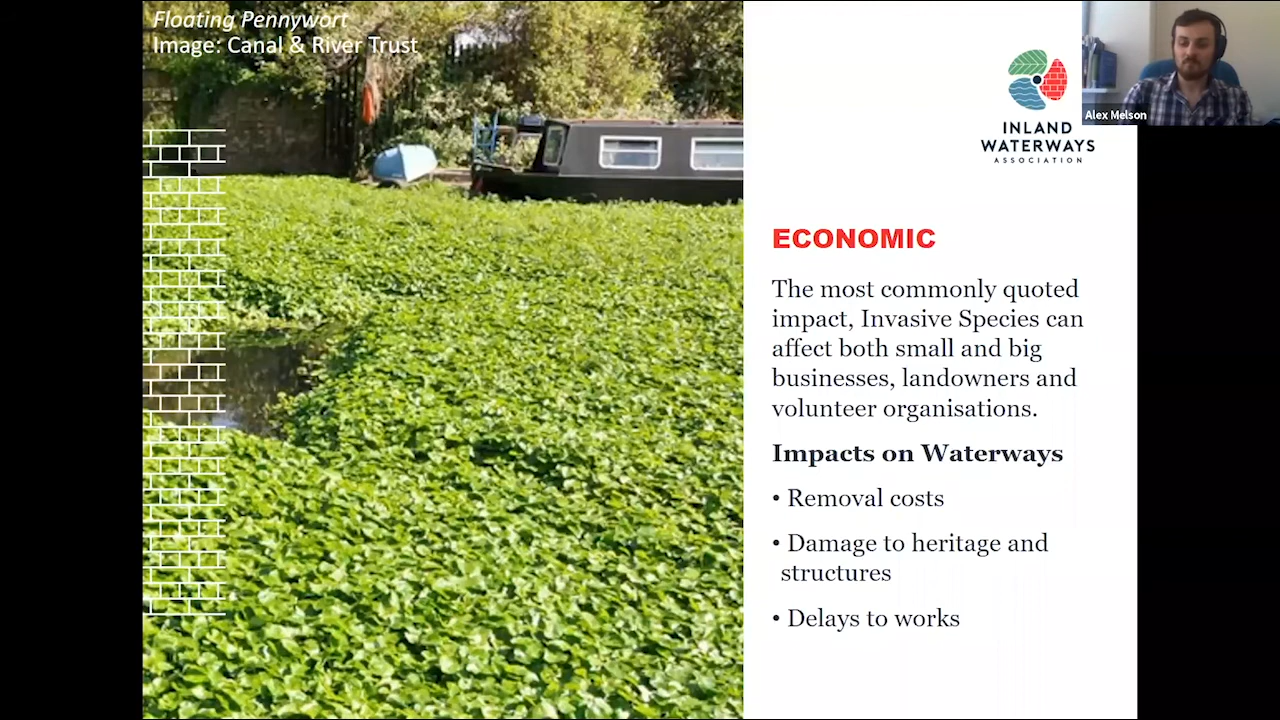 Floating Pennywort
Image: Canal & River Trust
Alex Melson
INLAND
WATERWAYS
ASSOCIATION
ECONOMIC
The most commonly quoted
impact, Invasive Species can
affect both small and big
businesses, landowners and
volunteer organisations.
Impacts on Waterways
• Removal costs
• Damage to heritage and
structures
• Delays to works